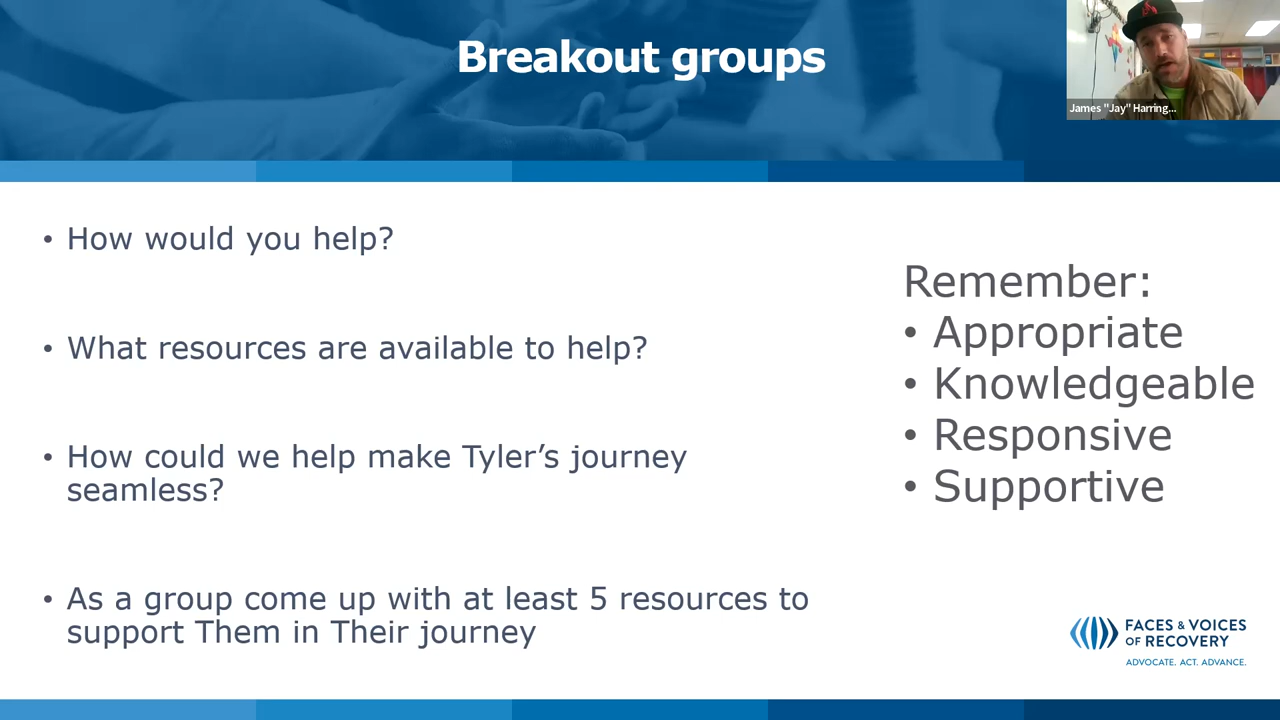 Breakout groups
James "Jay" Harring...
• How would you help?
• What resources are available to help?
• How could we help make Tyler’s journey
seamless?
• As a group come up with at least 5 resources to
support Them in Their journey
Remember:
• Appropriate
• Knowledgeable
• Responsive
• Supportive
FACES & VOICES
OF RECOVERY
ADVOCATE. ACT. ADVANCE.